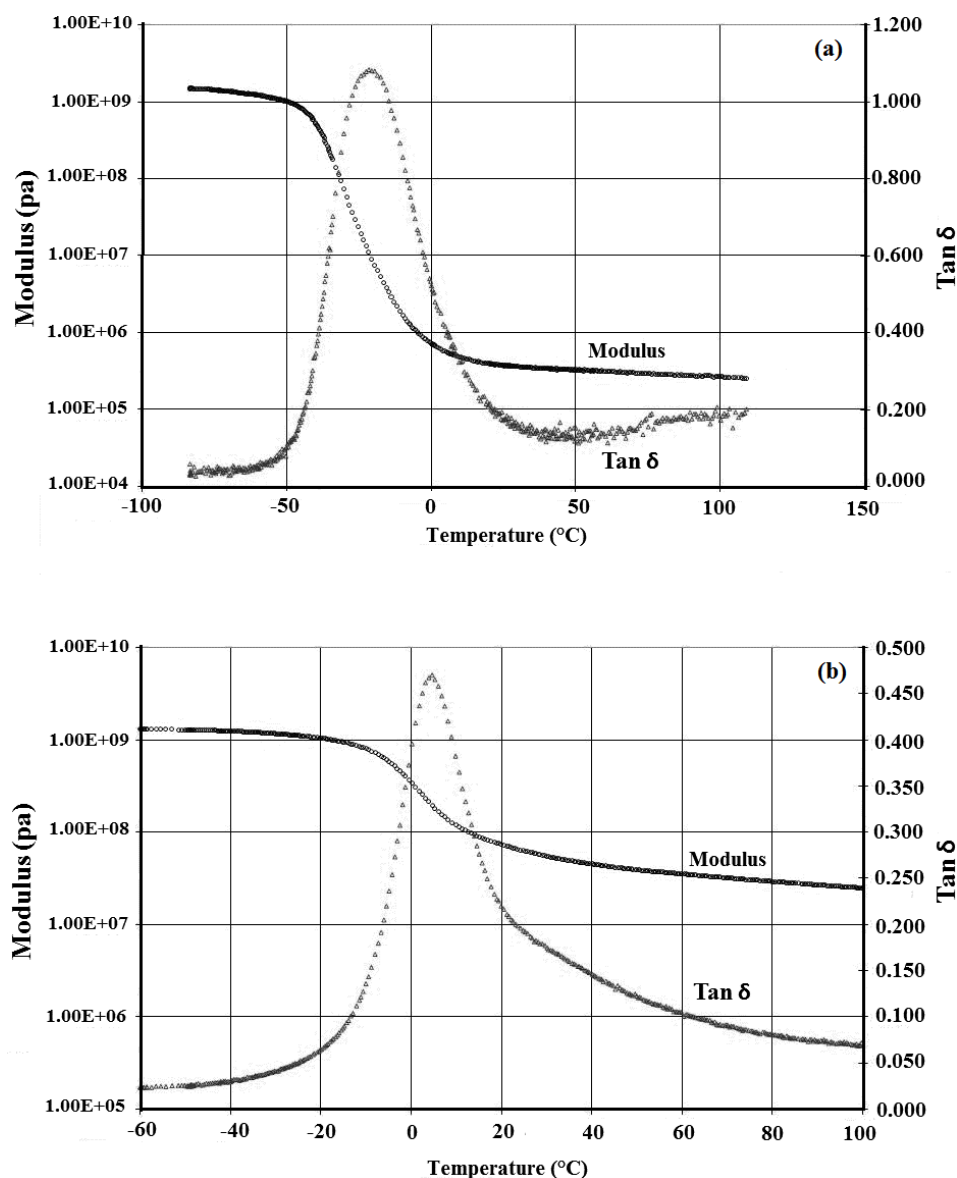 1.00E+10
1.200
(a)
1.00E+09
1.000
1.00E+08
0.800
1.00E+07
0.600
1.00E+06
0.400
Modulus
1.00E+05
0.200
Tan δ
1.00E+04
0.000
Modulus (pa)
Tan δ
-100
-50
0
50
100
150
Temperature (°C)
1.00E+10
0.500
(b)
0.450
1.00E+09
0.400
0.350
1.00E+08
0.300
Modulus
0.250
1.00E+07
0.200
0.150
Tan δ
1.00E+06
0.100
0.050
1.00E+05
0.000
Modulus (pa)
Tan δ
-60
-40
-20
0
20
40
60
80
100
Temperature (°C)